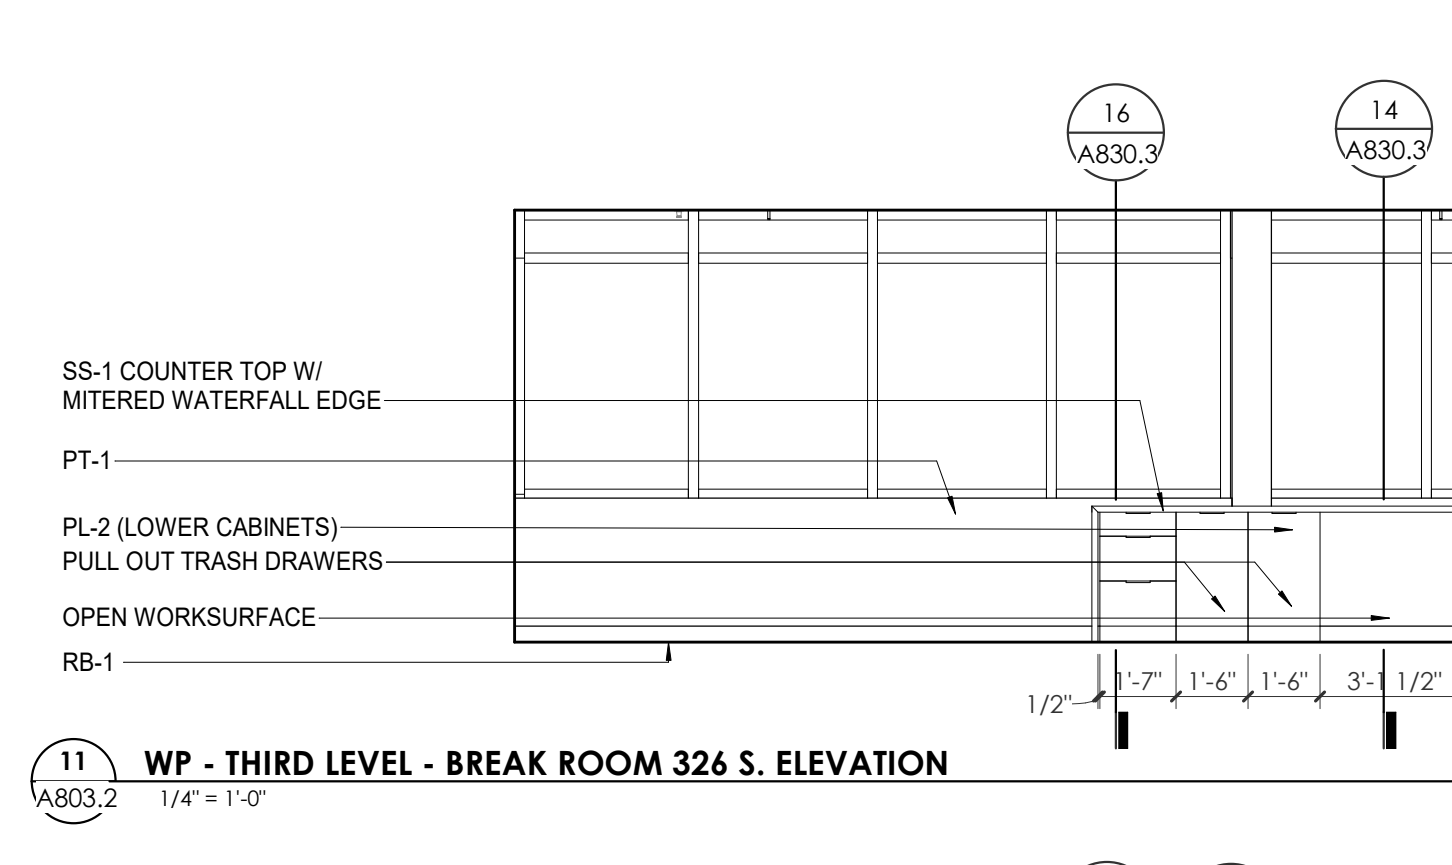 16
A830.3
14
A830.3
SS-1 COUNTER TOP W/
MITERED WATERFALL EDGE
PT-1
PL-2 (LOWER CABINETS)
PULL OUT TRASH DRAWERS
OPEN WORKSURFACE
RB-1
1/2"
1'-7"
1'-6"
1'-6"
3'-1 1/2"
11
A803.2
WP - THIRD LEVEL - BREAK ROOM 326 S. ELEVATION
1/4" = 1'-0"